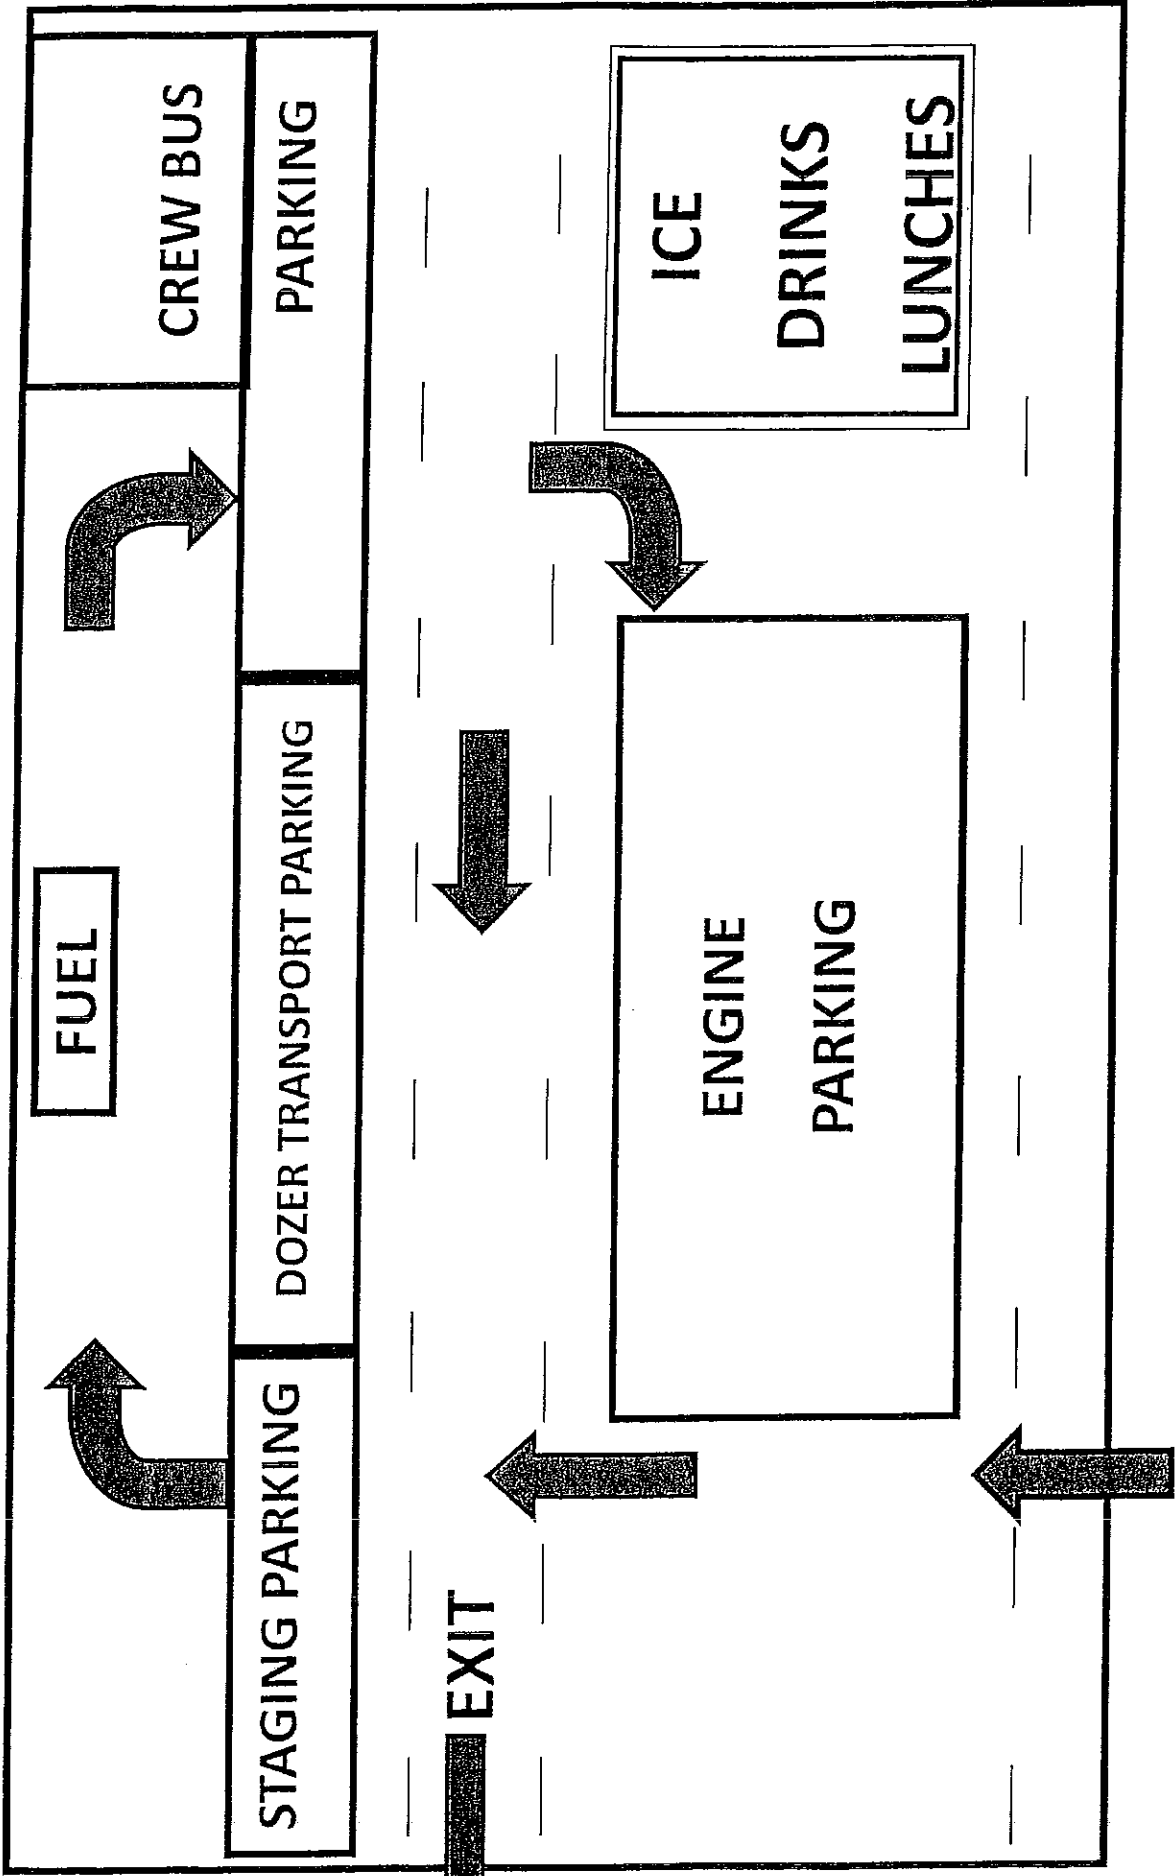 FUEL
CREW BUS
STAGING PARKING
DOZER TRANSPORT PARKING
PARKING
EXIT
ENGINE
PARKING
ICE
DRINKS
LUNCHES